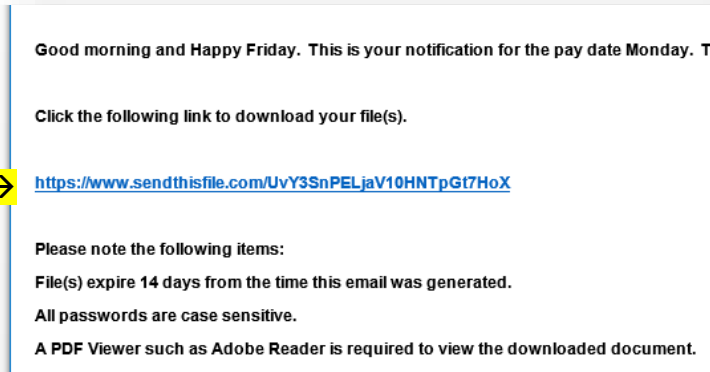 Good morning and Happy Friday. This is your notification for the pay date Monday.
Click the following link to download your file(s).
https://www.sendthisfile.com/UvY3SnPELjaV10HNTpGt7HoX
Please note the following items:
File(s) expire 14 days from the time this email was generated.
All passwords are case sensitive.
A PDF Viewer such as Adobe Reader is required to view the downloaded document.